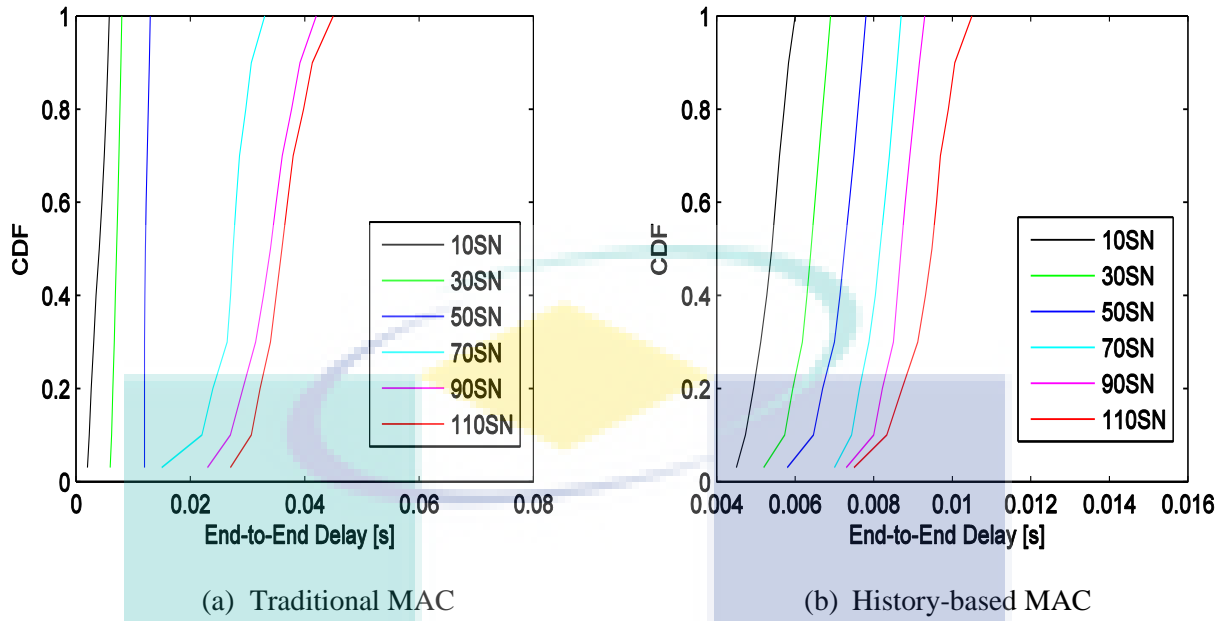 1
0.8
0.6
0.4
0.2
0
CDF
0 0.02 0.04 0.06 0.08
End-to-End Delay [s]
10SN
30SN
50SN
70SN
90SN
110SN
(a) Traditional MAC
1
0.8
0.6
0.4
0.2
0
CDF
0.004 0.006 0.008 0.01 0.012 0.014 0.016
End-to-End Delay [s]
10SN
30SN
50SN
70SN
90SN
110SN
(b) History-based MAC